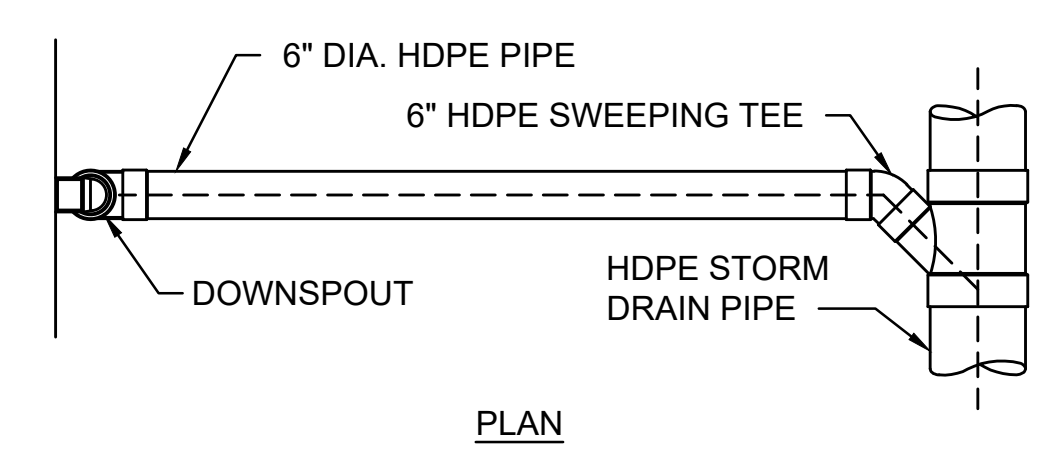 6" DIA. HDPE PIPE
6" HDPE SWEEPING TEE
DOWNSPOUT
HDPE STORM
DRAIN PIPE
PLAN